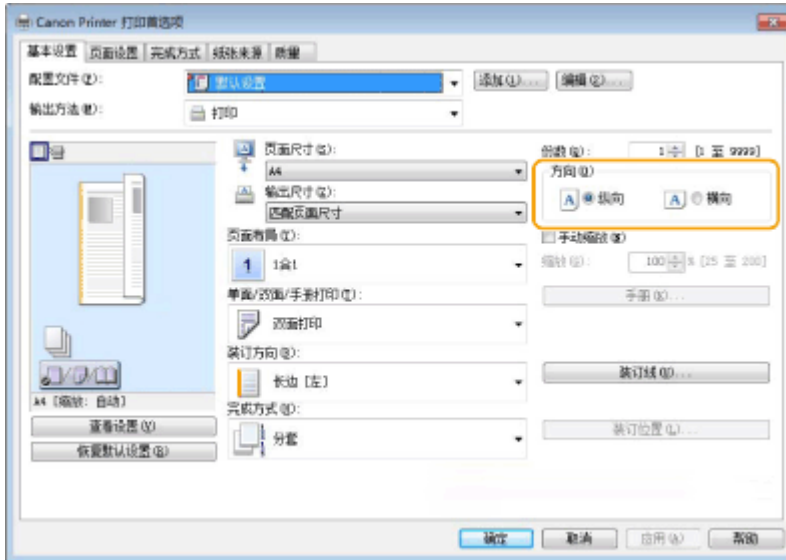 Canon Printer 打印首选项
基本设置 页面设置 完成方式 纸张来源 质量
配置文件(F): 默认设置 添加(1)... 编辑(2)...
输出方法(M): 打印
页面尺寸(S): 份数(Q): 1 [1 至 9999]
A4 方向(O)
输出尺寸(Z): A 纵向 A 横向
匹配页面尺寸
页面布局(Y): 手动缩放(N)
1 1合1 缩放(G): 100 % [25 至 200]
单面/双面/手册打印(T): 手册(K)...
双面打印
装订方向(B):
长边 [左] 装订线(U)...
A4 [缩放: 自动] 完成方式(H):
查看设置(V) 分套 装订位置(L)...
恢复默认设置(R)
确定 取消 应用(A) 帮助